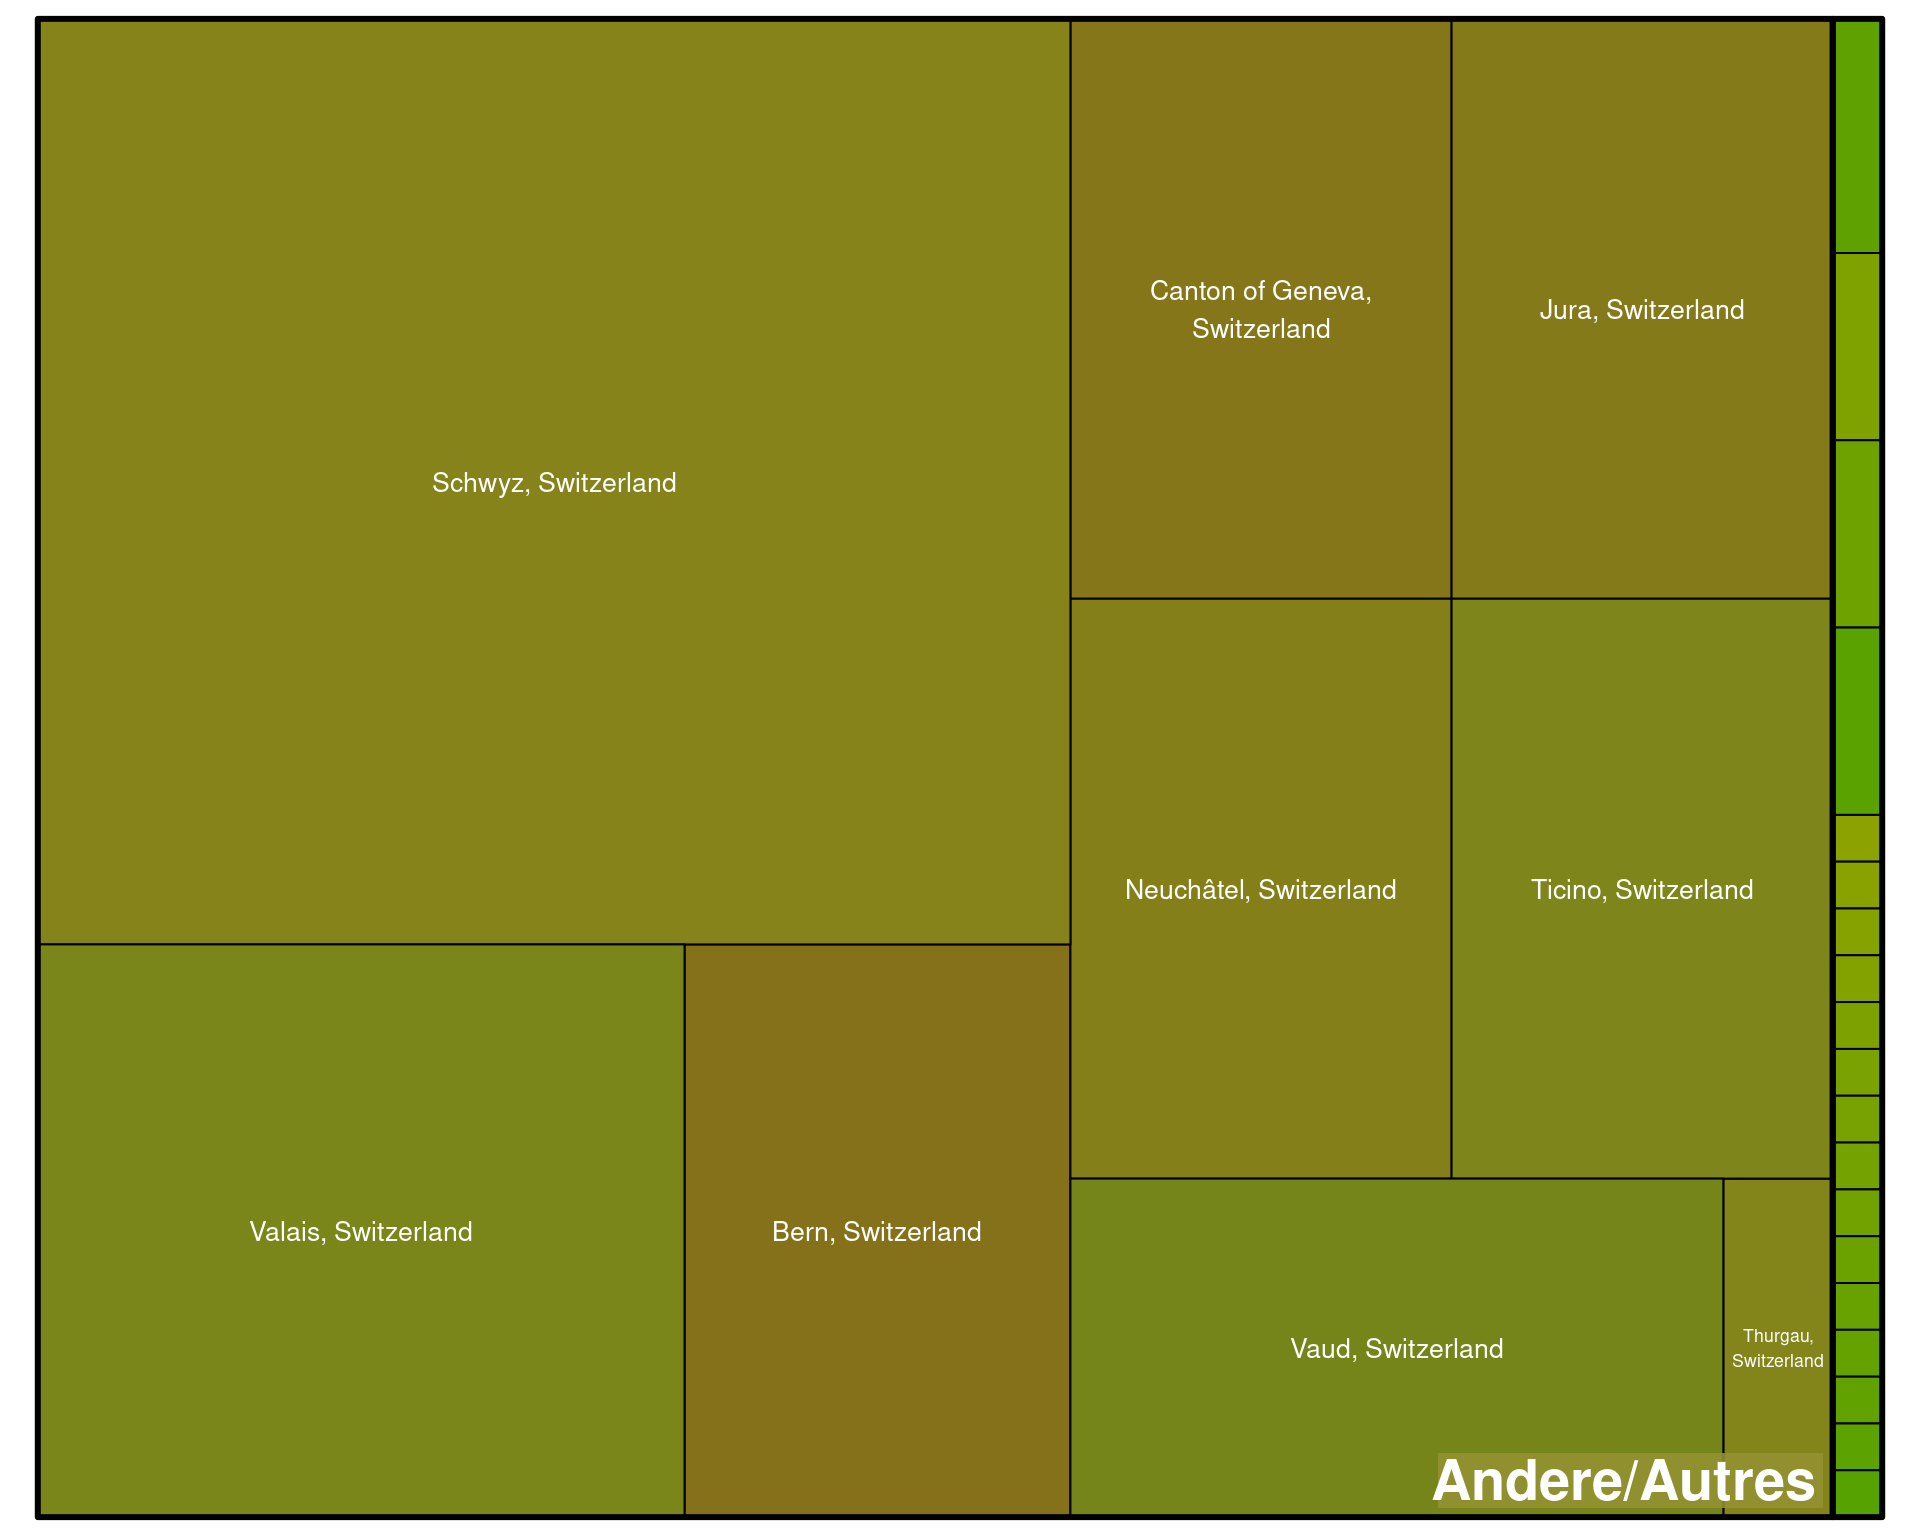 Canton of Geneva,
Switzerland
Jura, Switzerland
Schwyz, Switzerland
Neuchâtel, Switzerland
Ticino, Switzerland
Valais, Switzerland
Bern, Switzerland
Vaud, Switzerland
Thurgau,
Switzerland
Andere/Autres